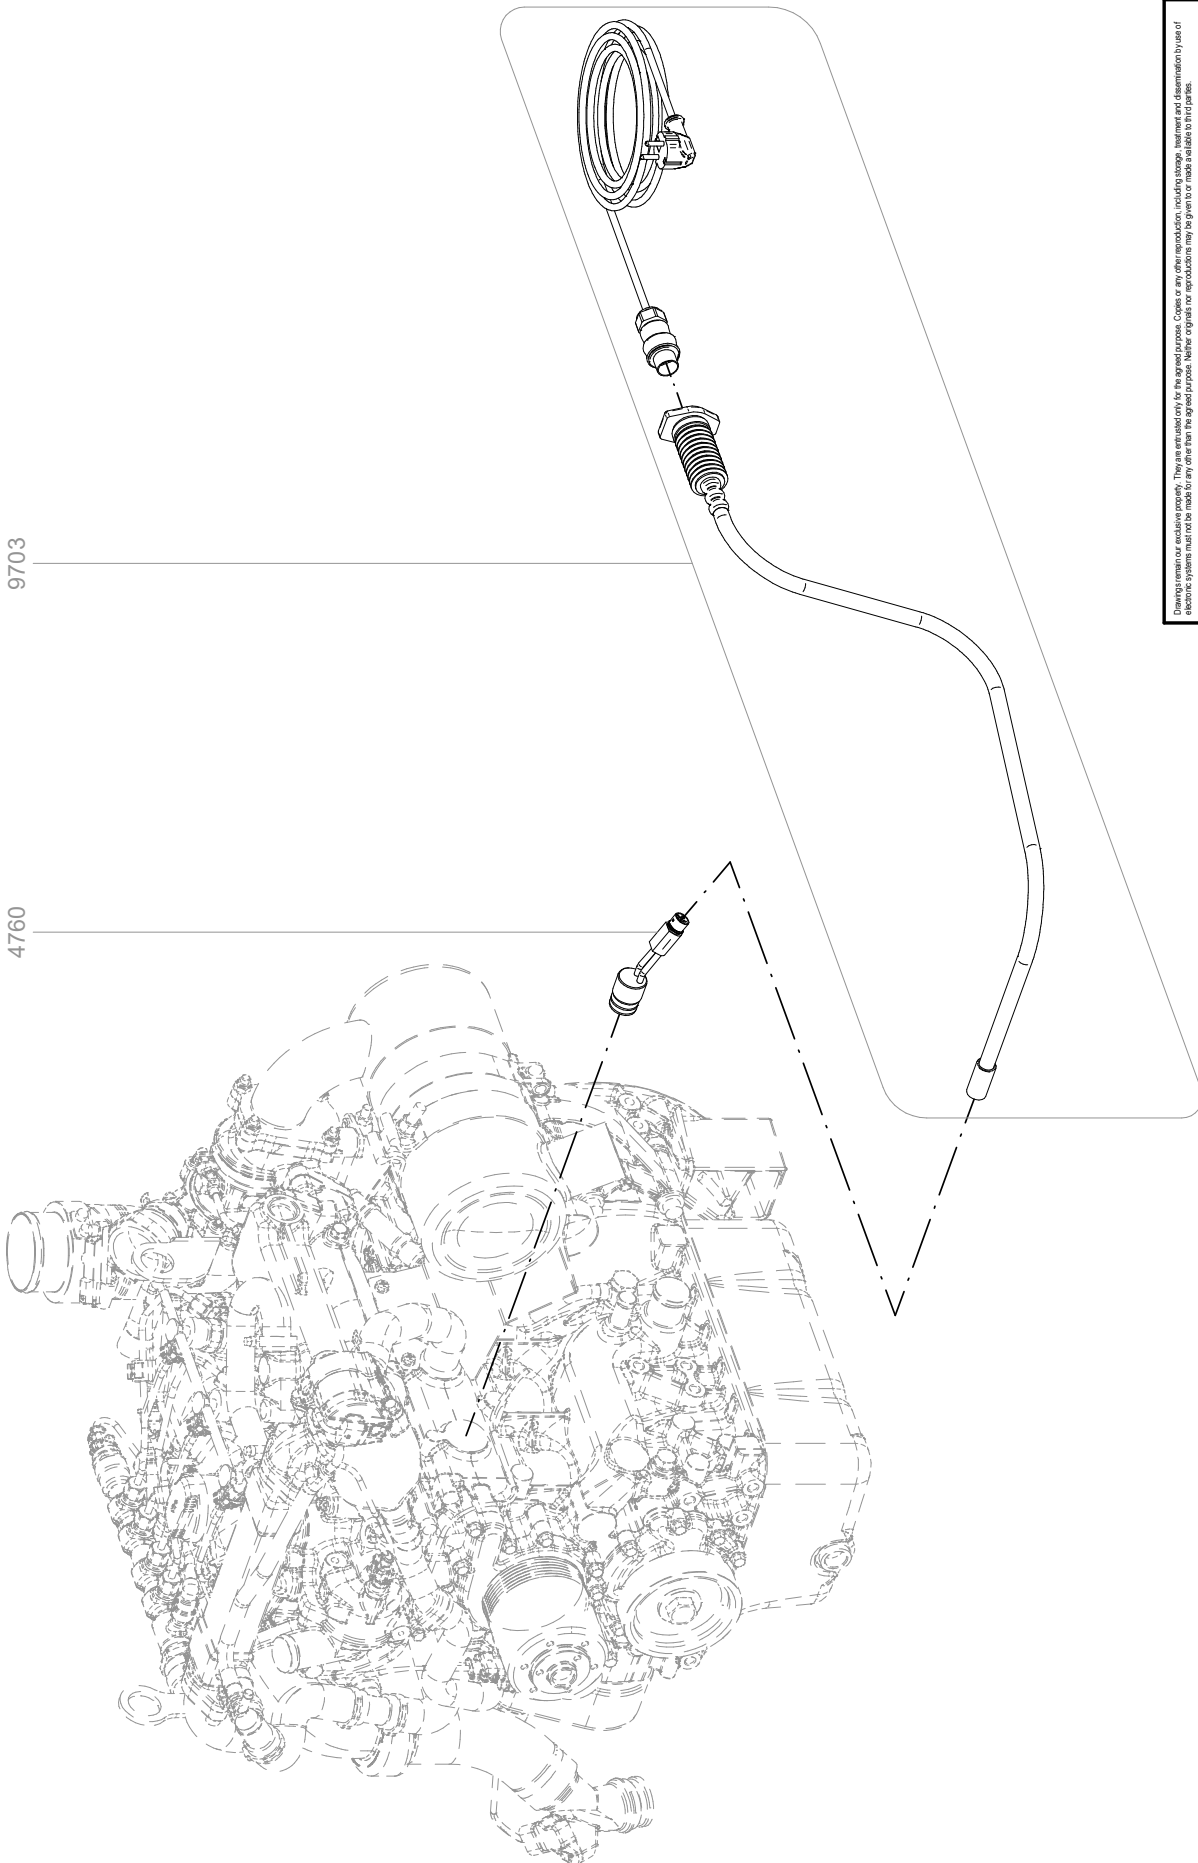 Drawings remain our exclusive property. They are entrusted only for the agreed purpose. Copies or any other reproduction, including storage, treatment and dissemination by use of
electronic systems must not be made for any other than the agreed purpose. Neither originals nor reproductions may be given to or made available to third parties.
9703
4760